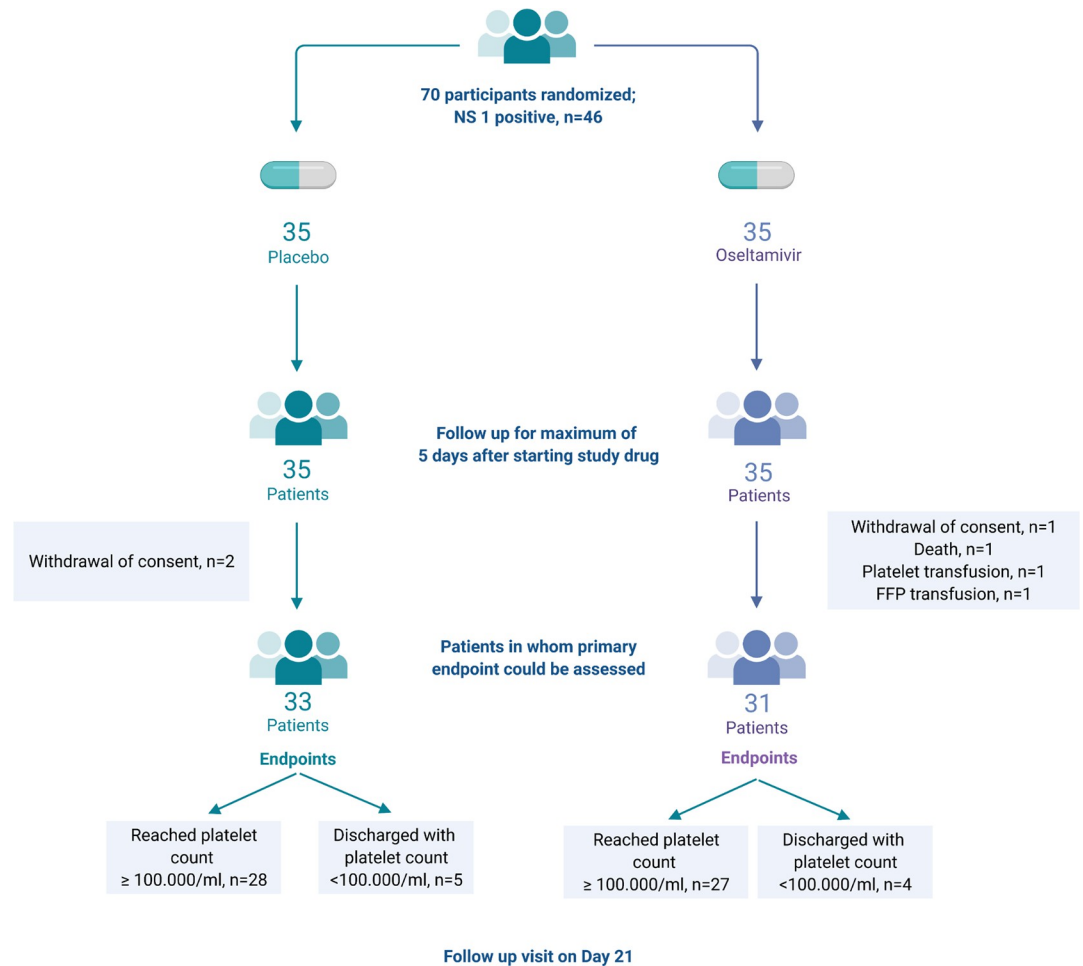 70 participants randomized;
NS 1 positive, n=46
35
Placebo
35
Oseltamivir
Follow up for maximum of
5 days after starting study drug
35
Patients
35
Patients
Withdrawal of consent, n=2
Withdrawal of consent, n=1
Death, n=1
Platelet transfusion, n=1
FFP transfusion, n=1
Patients in whom primary
endpoint could be assessed
33
Patients
31
Patients
Endpoints
Endpoints
Reached platelet
count
≥ 100.000/ml, n=28
Discharged with
platelet count
<100.000/ml, n=5
Reached platelet
count
≥ 100.000/ml, n=27
Discharged with
platelet count
<100.000/ml, n=4
Follow up visit on Day 21